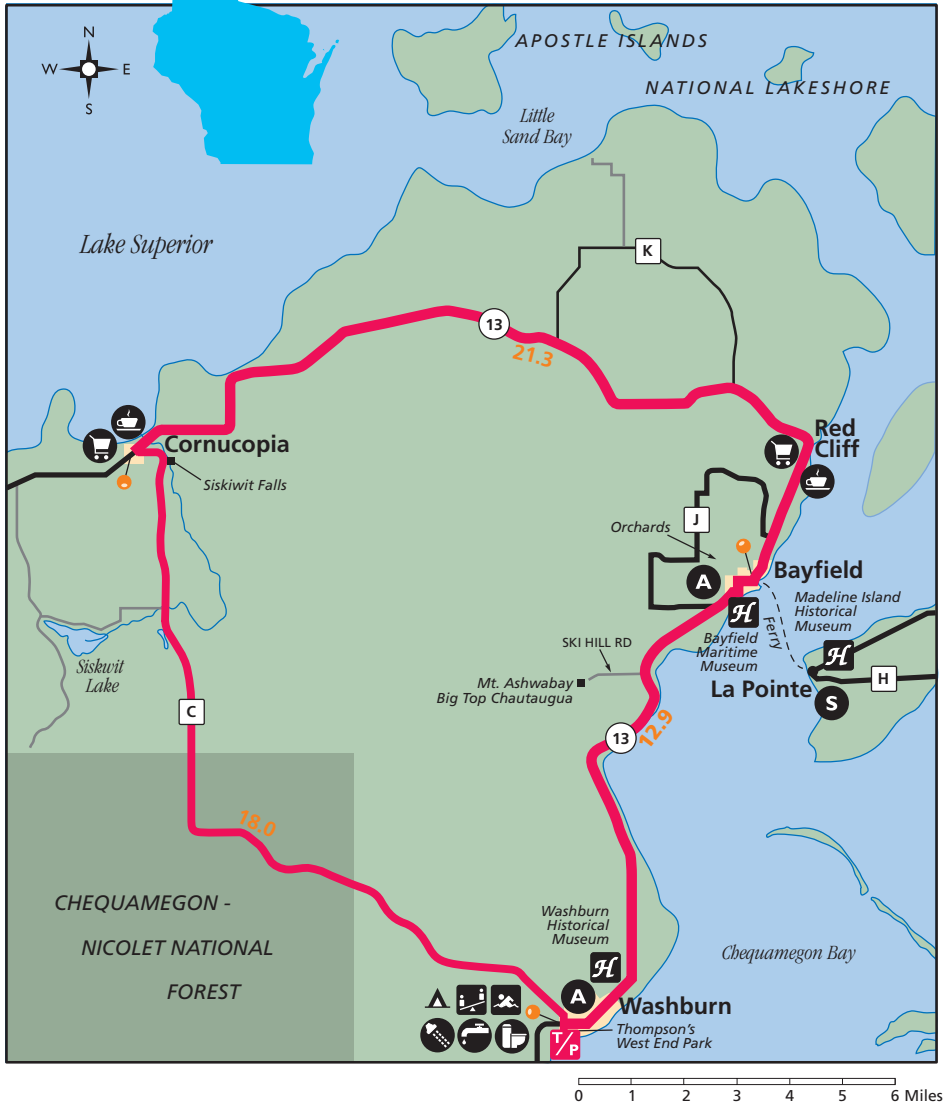 N
W E
S
APOSTLE ISLANDS
NATIONAL LAKESHORE
Little
Sand Bay
Lake Superior
K
13
21.3
Cornucopia
Siskiwit Falls
Red
Cliff
J
Orchards
A
Bayfield
H
Bayfield
Maritime
Museum
Ferry
Madeline Island
Historical
Museum
H
La Pointe
H
S
SKI HILL RD
Mt. Ashwabay
Big Top Chautaugua
Siskwit
Lake
C
13
12.9
18.0
CHEQUAMEGON -
NICOLET NATIONAL
FOREST
Washburn
Historical
Museum
H
Chequamegon Bay
A
Washburn
Thompson's
West End Park
T/P
0 1 2 3 4 5 6 Miles